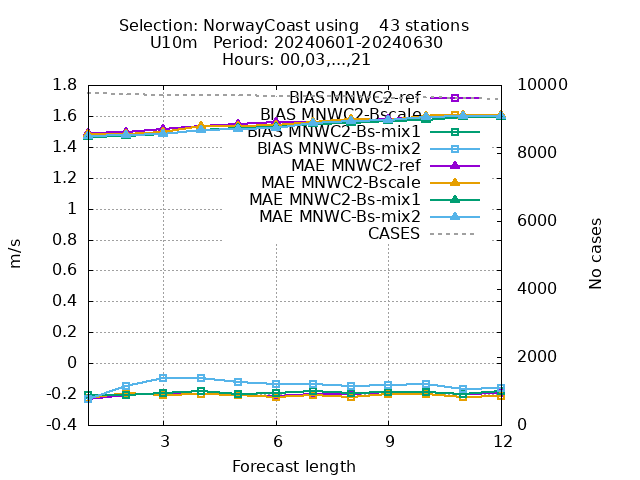 Selection: NorwayCoast using 43 stations
U10m Period: 20240601-20240630
Hours: 00,03,...,21
1.8
1.6
1.4
1.2
1
0.8
0.6
0.4
0.2
0
-0.2
-0.4
m/s
BIAS MNWC2-ref
BIAS MNWC2-Bscale
BIAS MNWC2-Bs-mix1
BIAS MNWC-Bs-mix2
MAE MNWC2-ref
MAE MNWC2-Bscale
MAE MNWC2-Bs-mix1
MAE MNWC-Bs-mix2
CASES
10000
8000
6000
4000
2000
0
No cases
3 6 9 12
Forecast length